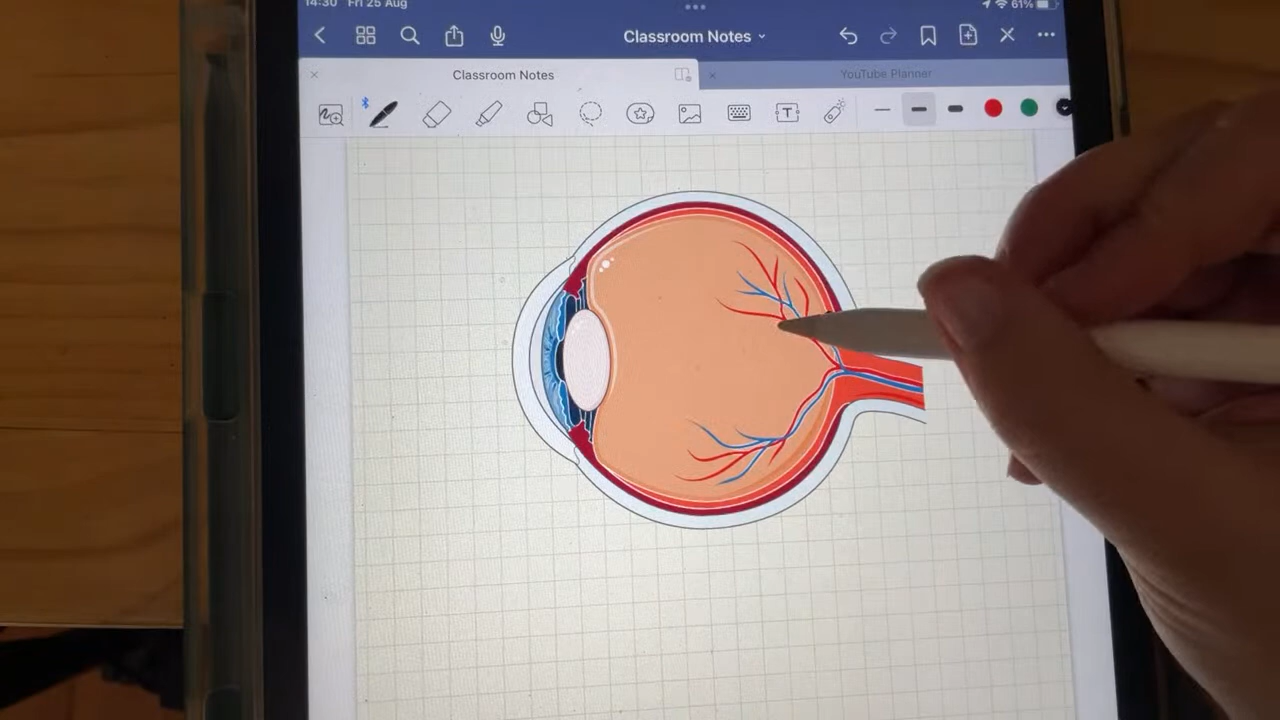 14:30 Fri 25 Aug
61%
Classroom Notes
Classroom Notes
YouTube Planner
T